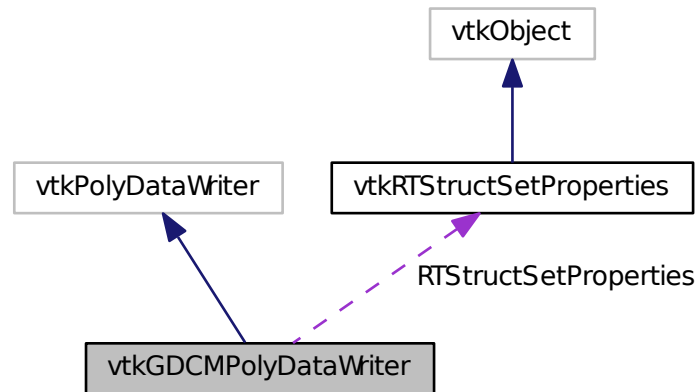 vtkObject
vtkPolyDataWriter
vtkRTStructSetProperties
RTStructSetProperties
vtkGDCMPolyDataWriter